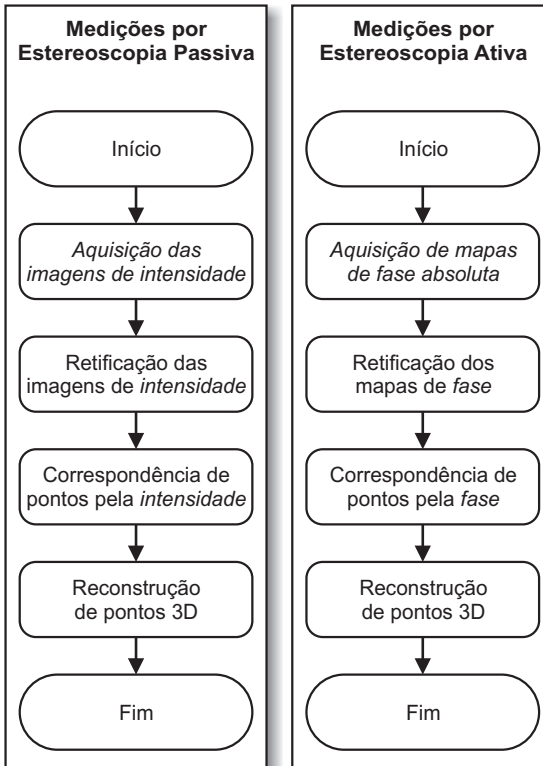 Medições por
Estereoscopia Passiva
Início
Aquisição das
imagens de intensidade
Retificação das
imagens de intensidade
Correspondência de
pontos pela intensidade
Reconstrução
de pontos 3D
Fim
Medições por
Estereoscopia Ativa
Início
Aquisição de mapas
de fase absoluta
Retificação dos
mapas de fase
Correspondência de
pontos pela fase
Reconstrução
de pontos 3D
Fim